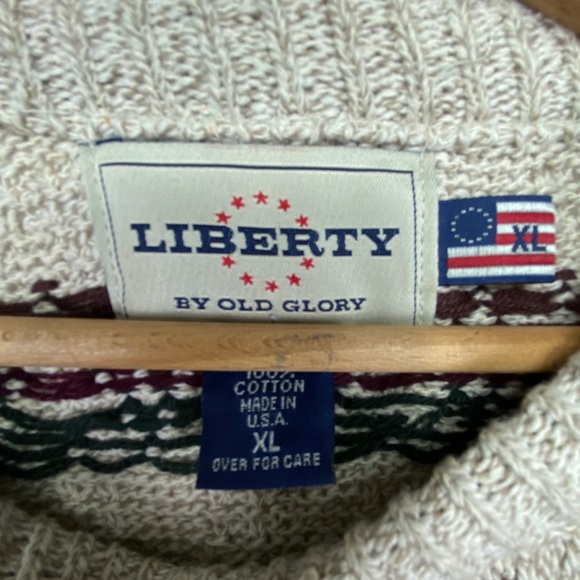 LIBERTY
BY OLD GLORY
XL
100%
COTTON
MADE IN
U.S.A.
XL
OVER FOR CARE